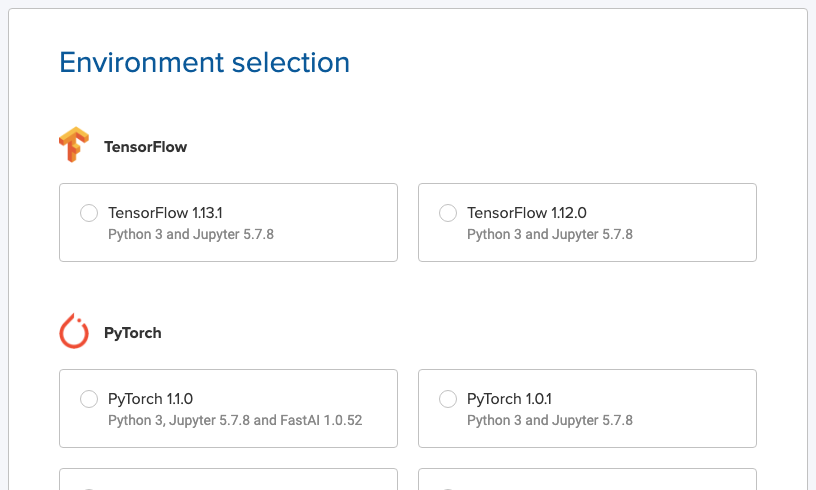 Environment selection
TensorFlow
TensorFlow 1.13.1
Python 3 and Jupyter 5.7.8
TensorFlow 1.12.0
Python 3 and Jupyter 5.7.8
PyTorch
PyTorch 1.1.0
Python 3, Jupyter 5.7.8 and FastAI 1.0.52
PyTorch 1.0.1
Python 3 and Jupyter 5.7.8